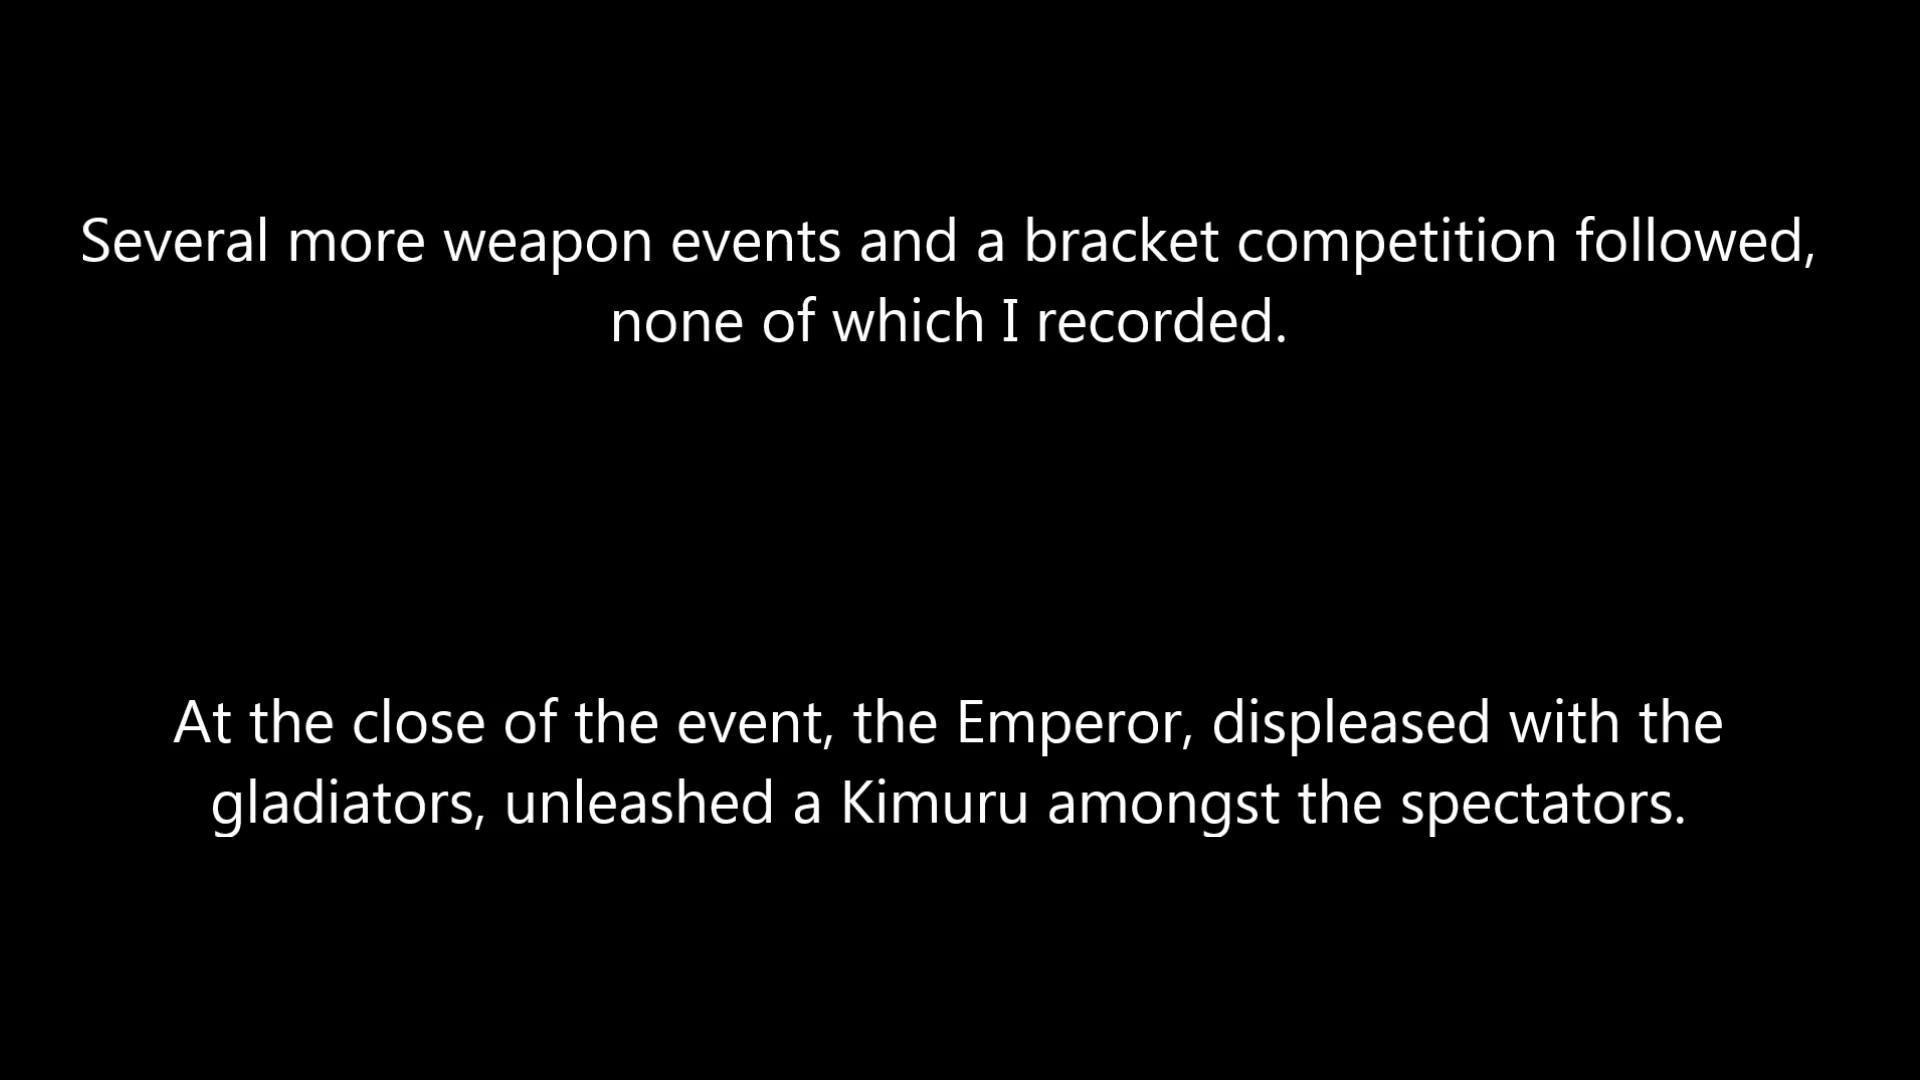 Several more weapon events and a bracket competition followed,
none of which I recorded.
At the close of the event, the Emperor, displeased with the
gladiators, unleashed a Kimuru amongst the spectators.